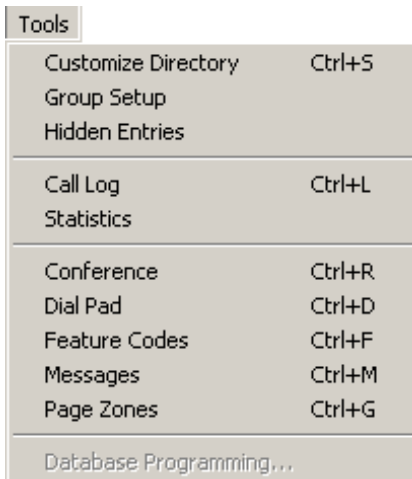 Tools
Customize Directory Ctrl+S
Group Setup
Hidden Entries
Call Log Ctrl+L
Statistics
Conference Ctrl+R
Dial Pad Ctrl+D
Feature Codes Ctrl+F
Messages Ctrl+M
Page Zones Ctrl+G
Database Programming...